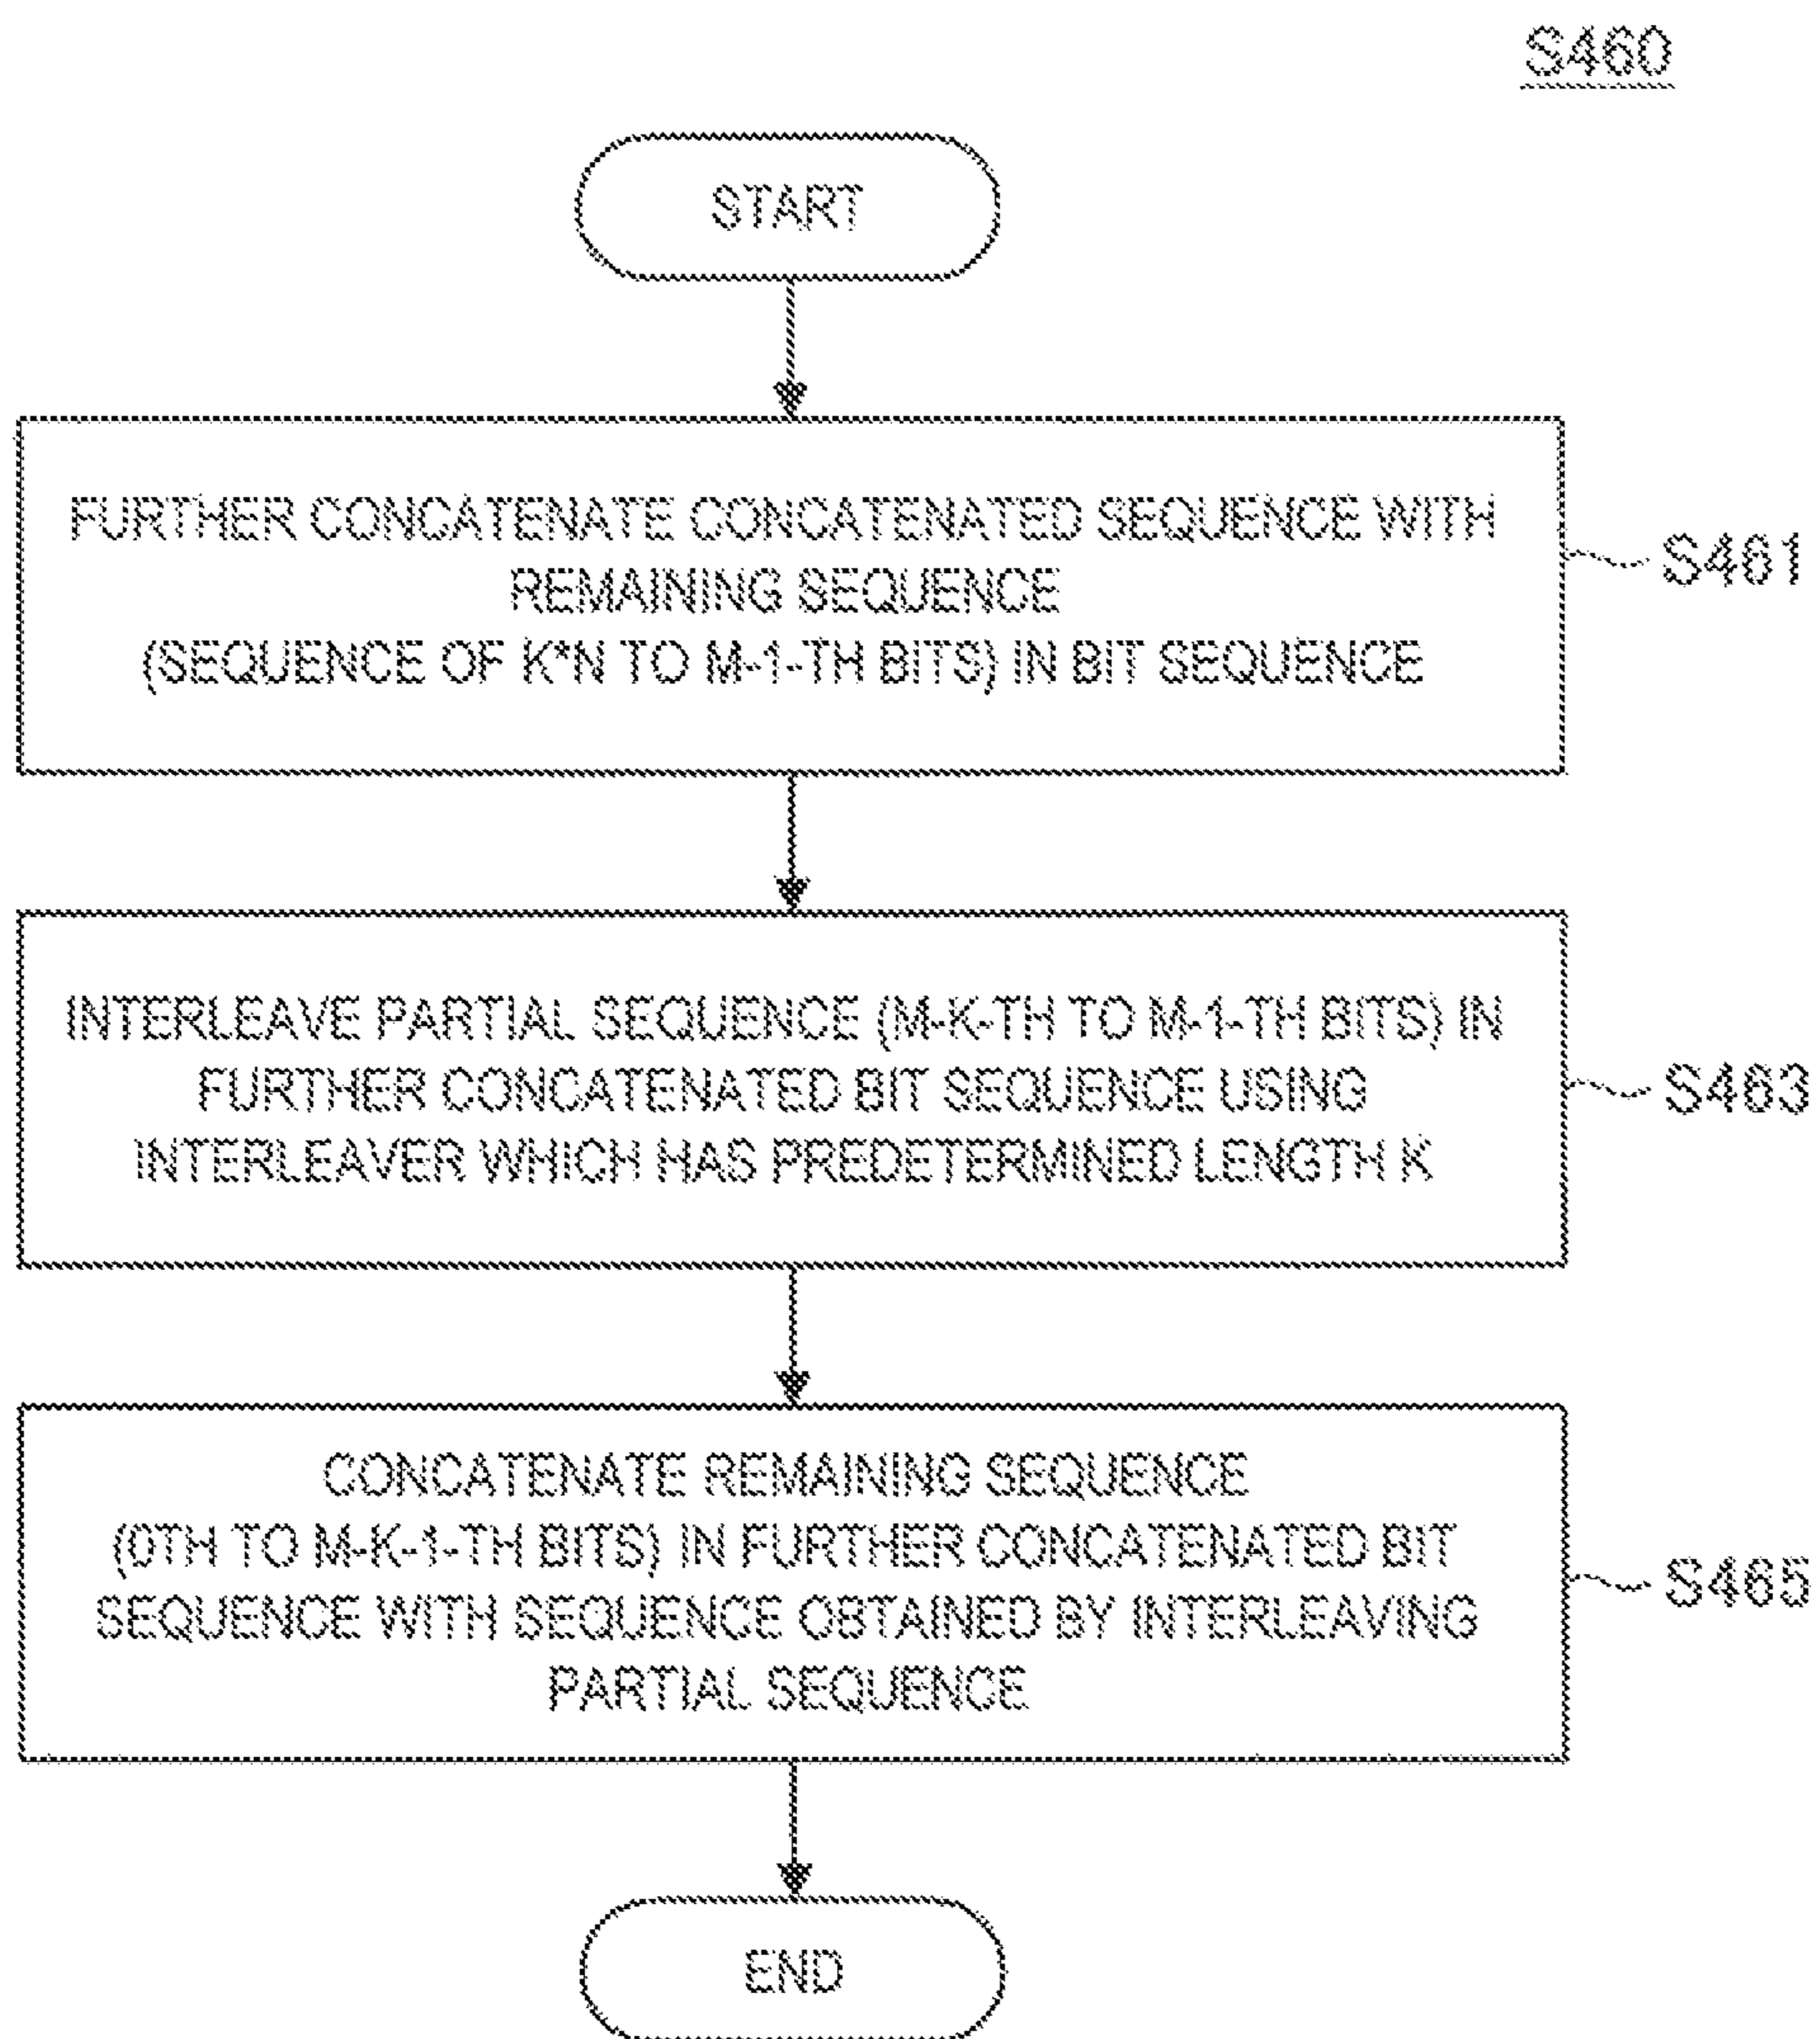 S460
START
FURTHER CONCATENATE CONCATENATED SEQUENCE WITH
REMAINING SEQUENCE
(SEQUENCE OF K*N TO M-1-TH BITS) IN BIT SEQUENCE
S461
INTERLEAVE PARTIAL SEQUENCE (M-K-TH TO M-1-TH BITS) IN
FURTHER CONCATENATED BIT SEQUENCE USING
INTERLEAVER WHICH HAS PREDETERMINED LENGTH K
S463
CONCATENATE REMAINING SEQUENCE
(0TH TO M-K-1-TH BITS) IN FURTHER CONCATENATED BIT
SEQUENCE WITH SEQUENCE OBTAINED BY INTERLEAVING
PARTIAL SEQUENCE
S465
END